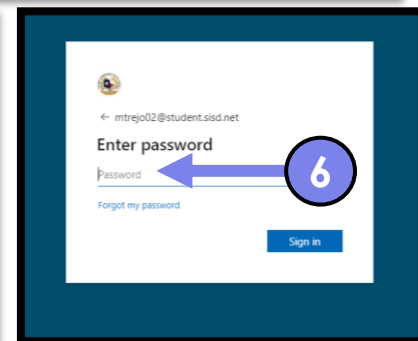 ← mtrejo02@student.sisd.net
Enter password
Password
6
Forgot my password
Sign in